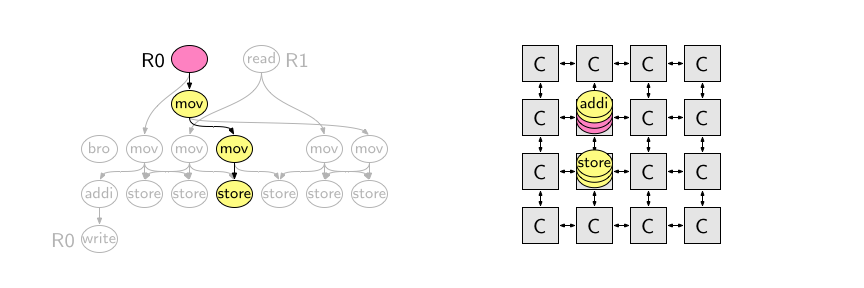 R0 read R1
mov
bro mov mov mov mov mov
addi store store store store store store
R0 write
C C C C
C addi C C
C store C C
C C C C